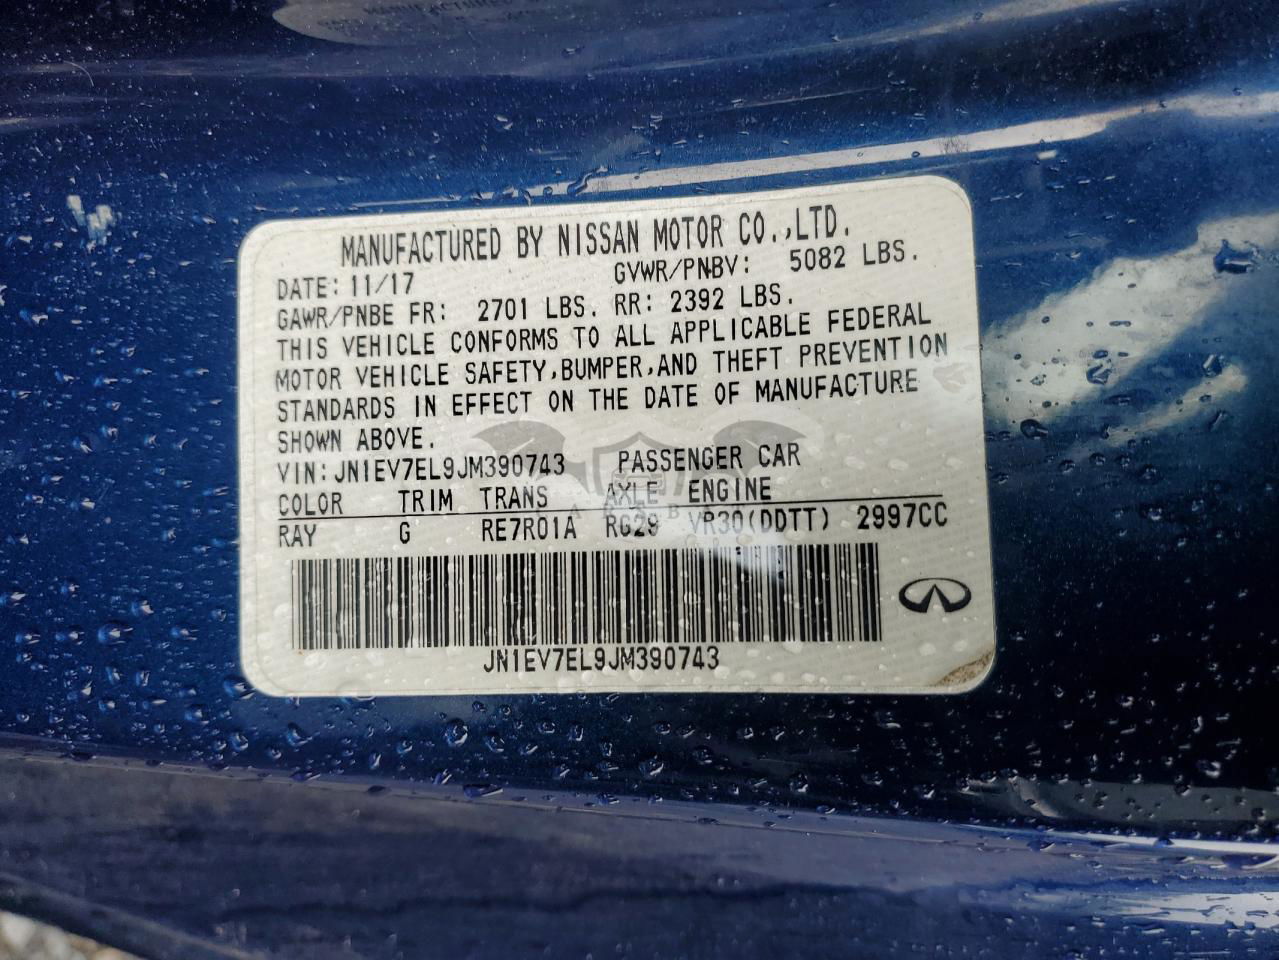 MANUFACTURED BY NISSAN MOTOR CO.,LTD.
DATE: 11/17 GVWR/PNBV: 5082 LBS.
GAWR/PNBE FR: 2701 LBS. RR: 2392 LBS.
THIS VEHICLE CONFORMS TO ALL APPLICABLE FEDERAL
MOTOR VEHICLE SAFETY,BUMPER,AND THEFT PREVENTION
STANDARDS IN EFFECT ON THE DATE OF MANUFACTURE
SHOWN ABOVE.
VIN:JN1EV7EL9JM390743 PASSENGER CAR
COLOR TRIM TRANS AXLE ENGINE
RAY G RE7R01A RG29 VR30(DDTT) 2997CC
JN1EV7EL9JM390743